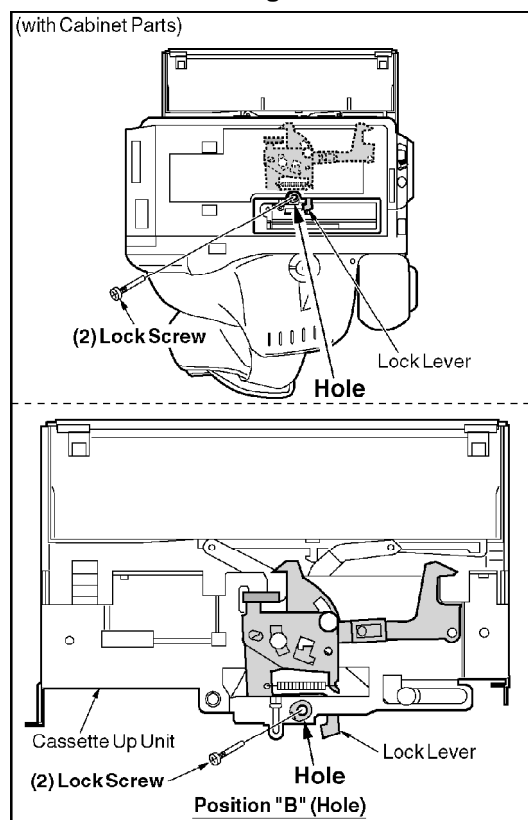 (with Cabinet Parts)
(2) Lock Screw
Lock Lever
Hole
Cassette Up Unit
Lock Lever
(2) Lock Screw
Hole
Position "B" (Hole)